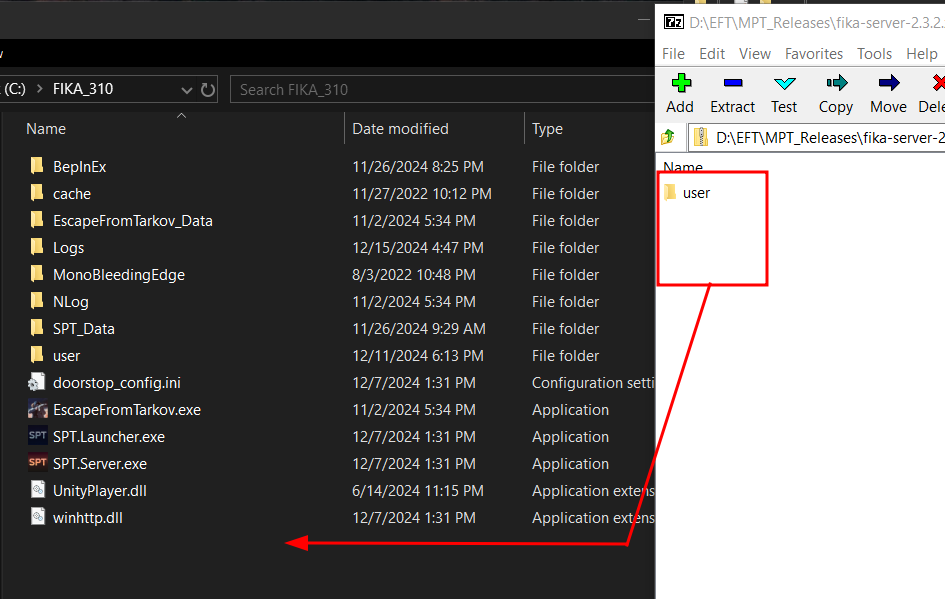 v
(C:) > FIKA_310
Search FIKA_310
Name Date modified Type
BepInEx 11/26/2024 8:25 PM File folder
cache 11/27/2022 10:12 PM File folder
EscapeFromTarkov_Data 11/2/2024 5:34 PM File folder
Logs 12/15/2024 4:47 PM File folder
MonoBleedingEdge 8/3/2022 10:48 PM File folder
NLog 11/2/2024 5:34 PM File folder
SPT_Data 11/26/2024 9:29 AM File folder
user 12/11/2024 6:13 PM File folder
doorstop_config.ini 12/7/2024 1:31 PM Configuration setti
EscapeFromTarkov.exe 11/2/2024 5:34 PM Application
SPT SPT.Launcher.exe 12/7/2024 1:31 PM Application
SPT SPT.Server.exe 12/7/2024 1:31 PM Application
UnityPlayer.dll 6/14/2024 11:15 PM Application extens
winhttp.dll 12/7/2024 1:31 PM Application extens
7z D:\EFT\MPT_Releases\fika-server-2.3.2.
File Edit View Favorites Tools Help
Add Extract Test Copy Move Dele
D:\EFT\MPT_Releases\fika-server-2
Name
user